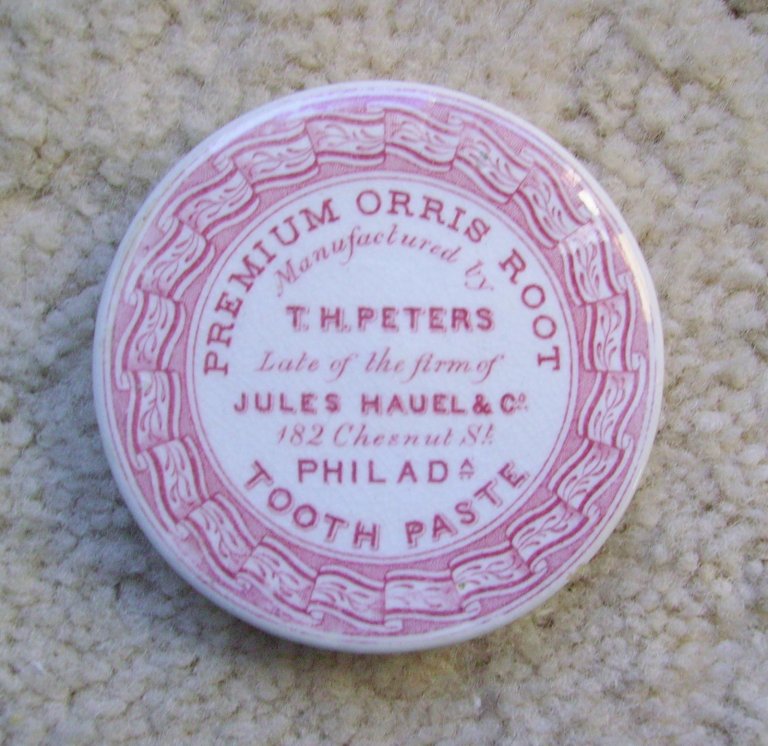 PREMIUM ORRIS ROOT
Manufactured by
T. H. PETERS
Late of the firm of
JULES HAUEL & Co.
182 Chesnut St.
PHILADA
TOOTH PASTE